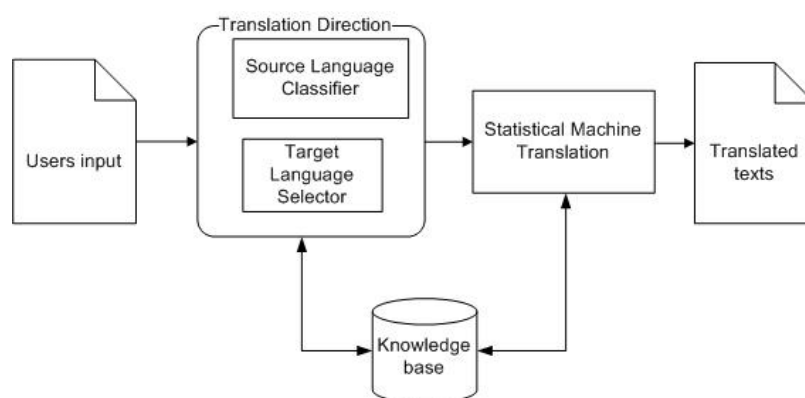 Translation Direction
Source Language
Classifier
Users input
Target
Language
Selector
Statistical Machine
Translation
Translated
texts
Knowledge
base